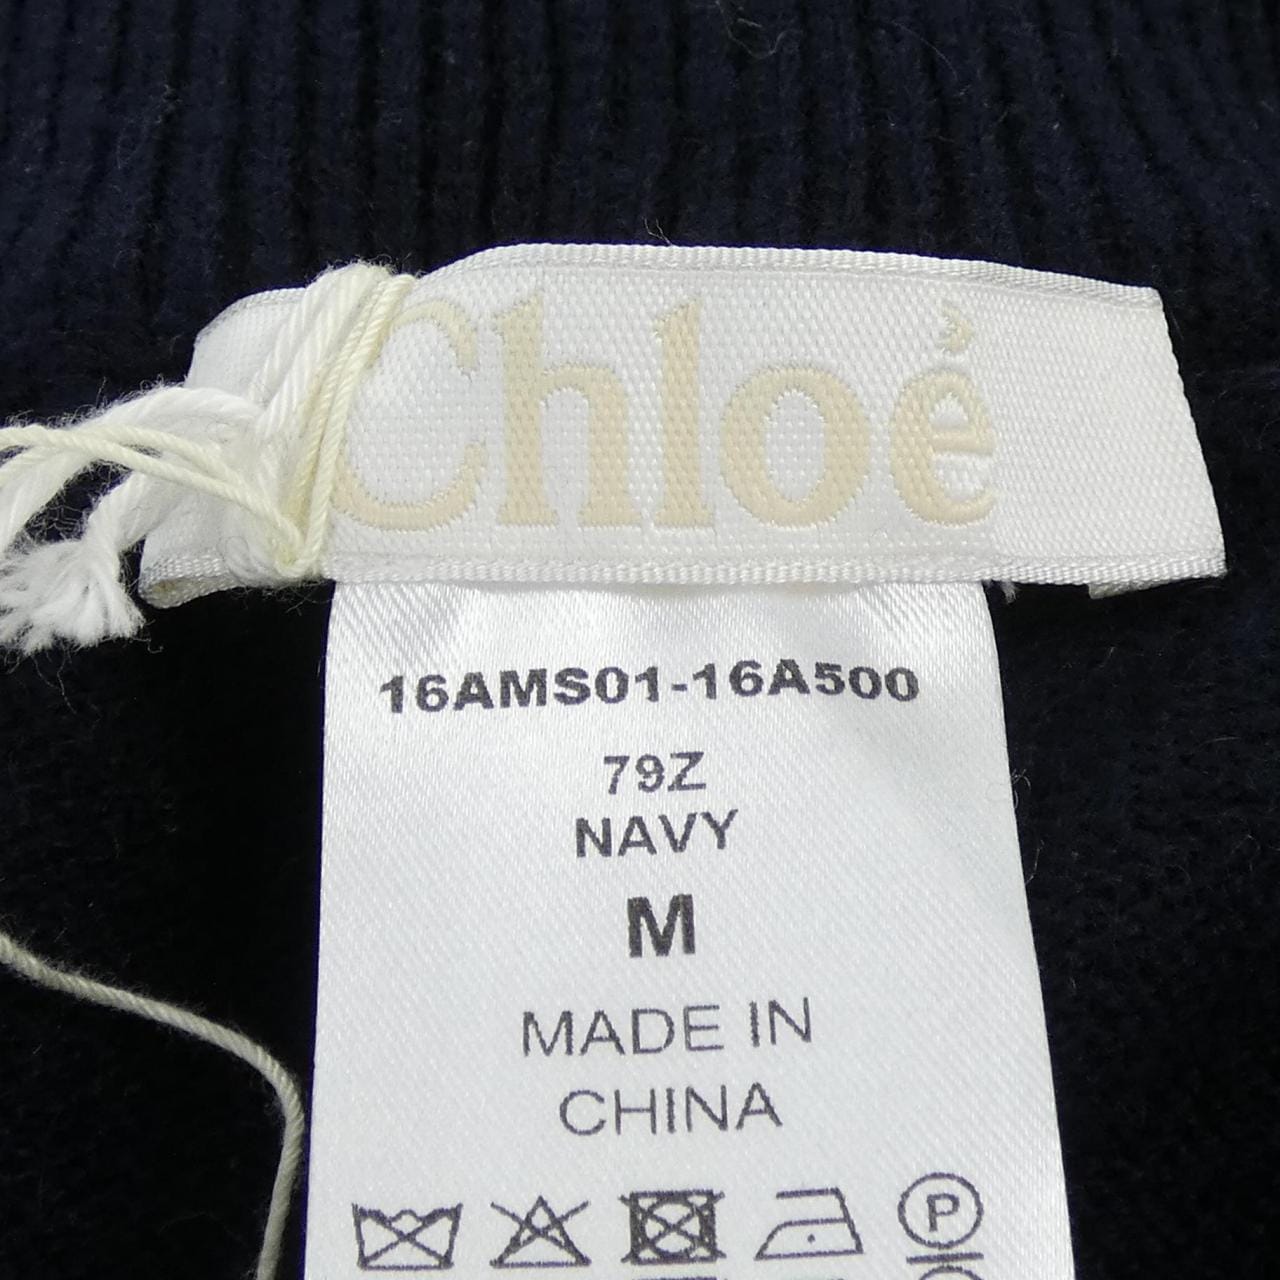 Chloé
16AMS01-16A500
79Z
NAVY
M
MADE IN
CHINA
P